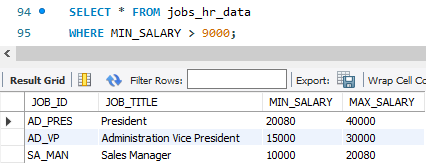 94 SELECT * FROM jobs_hr_data
95 WHERE MIN_SALARY > 9000;
Result Grid Filter Rows: Export: Wrap Cell Co
JOB_ID JOB_TITLE MIN_SALARY MAX_SALARY
AD_PRES President 20080 40000
AD_VP Administration Vice President 15000 30000
SA_MAN Sales Manager 10000 20080